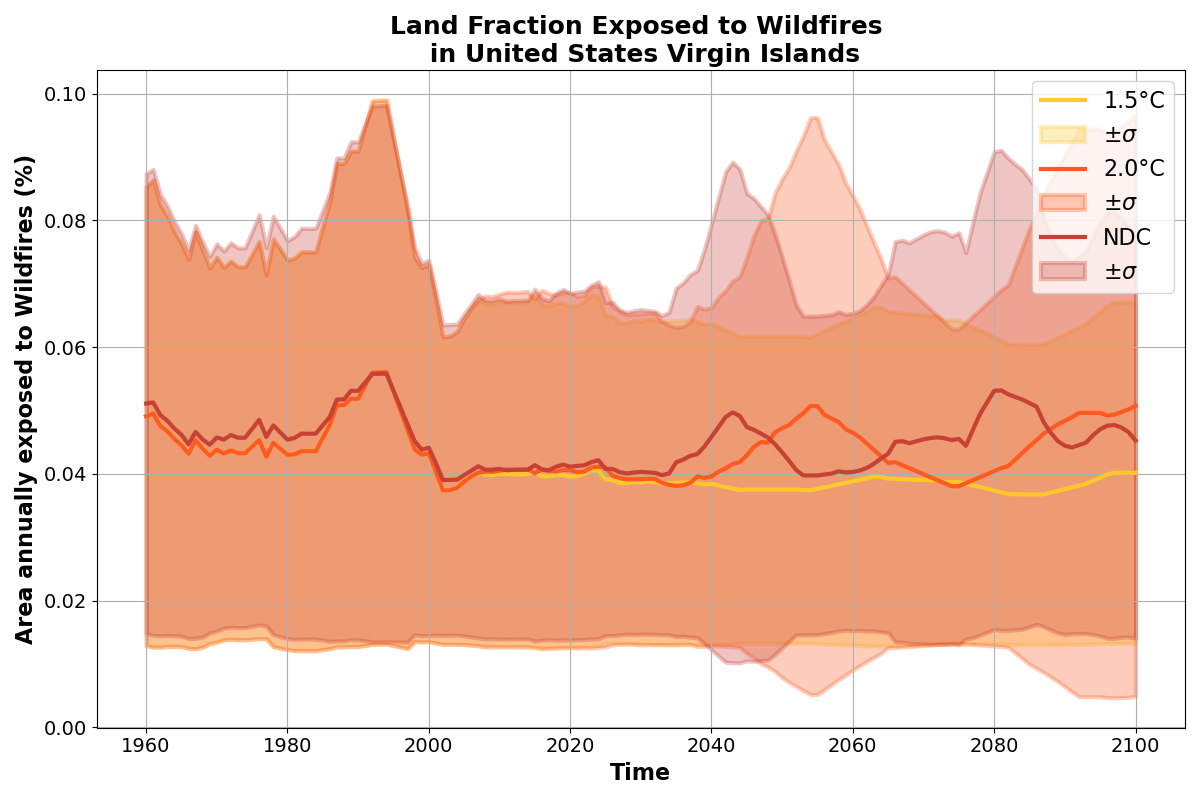 Land Fraction Exposed to Wildfires
in United States Virgin Islands
Area annually exposed to Wildfires (%)
0.10
0.08
0.06
0.04
0.02
0.00
1960
1980
2000
2020
2040
2060
2080
2100
Time
1.5°C
±σ
2.0°C
±σ
NDC
±σ